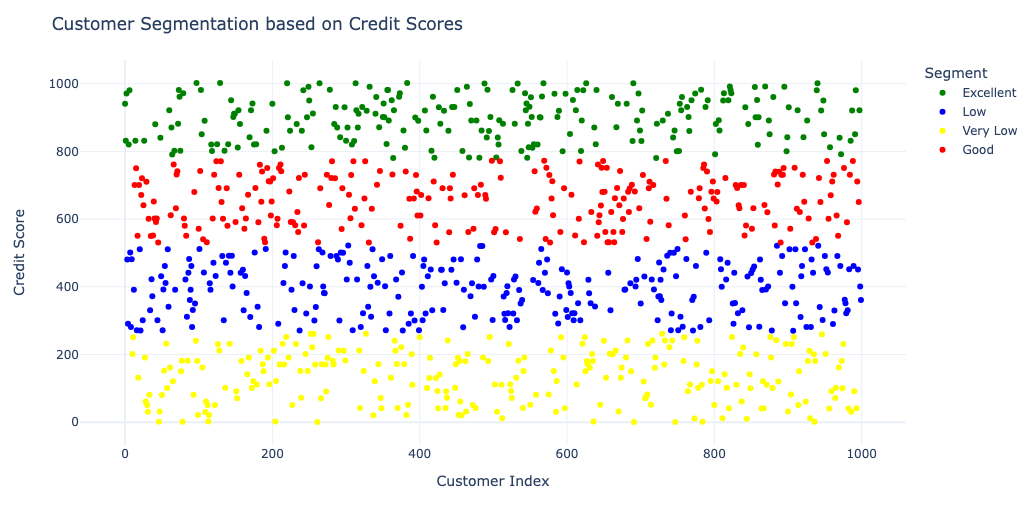 Customer Segmentation based on Credit Scores
Segment
Excellent
Low
Very Low
Good
Credit Score
1000
800
600
400
200
0
0 200 400 600 800 1000
Customer Index